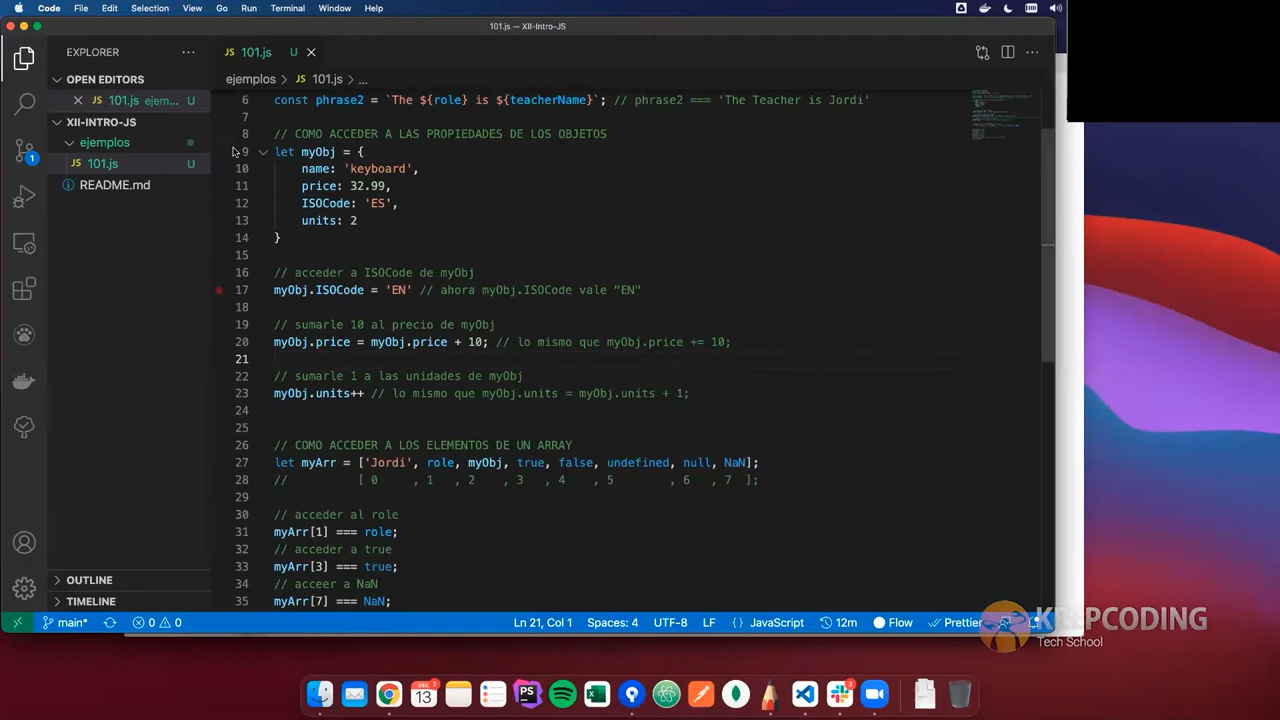 Code File Edit Selection View Go Run Terminal Window Help
101.js — XII-Intro-JS
EXPLORER
JS 101.js U
OPEN EDITORS
ejemplos > JS 101.js > ...
JS 101.js ejem... U
6 const phrase2 = `The ${role} is ${teacherName}`; // phrase2 === 'The Teacher is Jordi'
XII-INTRO-JS
7
ejemplos
8 // COMO ACCEDER A LAS PROPIEDADES DE LOS OBJETOS
1
9 let myObj = {
JS 101.js U
10 name: 'keyboard',
README.md
11 price: 32.99,
12 ISOCode: 'ES',
13 units: 2
14 }
15
16 // acceder a ISOCode de myObj
17 myObj.ISOCode = 'EN' // ahora myObj.ISOCode vale "EN"
18
19 // sumarle 10 al precio de myObj
20 myObj.price = myObj.price + 10; // lo mismo que myObj.price += 10;
21
22 // sumarle 1 a las unidades de myObj
23 myObj.units++ // lo mismo que myObj.units = myObj.units + 1;
24
25
26 // COMO ACCEDER A LOS ELEMENTOS DE UN ARRAY
27 let myArr = ['Jordi', role, myObj, true, false, undefined, null, NaN];
28 // [ 0 , 1 , 2 , 3 , 4 , 5 , 6 , 7 ];
29
30 // acceder al role
31 myArr[1] === role;
32 // acceder a true
33 myArr[3] === true;
34 // acceer a NaN
35 myArr[7] === NaN;
OUTLINE
TIMELINE
main* 0 0 Ln 21, Col 1 Spaces: 4 UTF-8 LF {} JavaScript 12m Flow Prettier
KEEPCODING
Tech School
DEC
13
PS